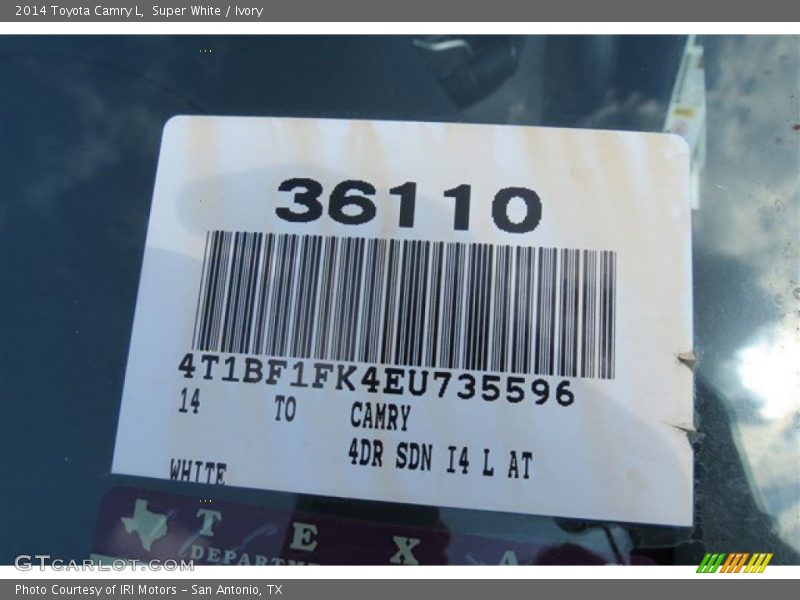 2014 Toyota Camry L, Super White / Ivory
36110
4T1BF1FK4EU735596
14 TO CAMRY
4DR SDN I4 L AT
WHITE
T E X A
DEPARTM
GTCARLOT.COM
Photo Courtesy of IRI Motors - San Antonio, TX